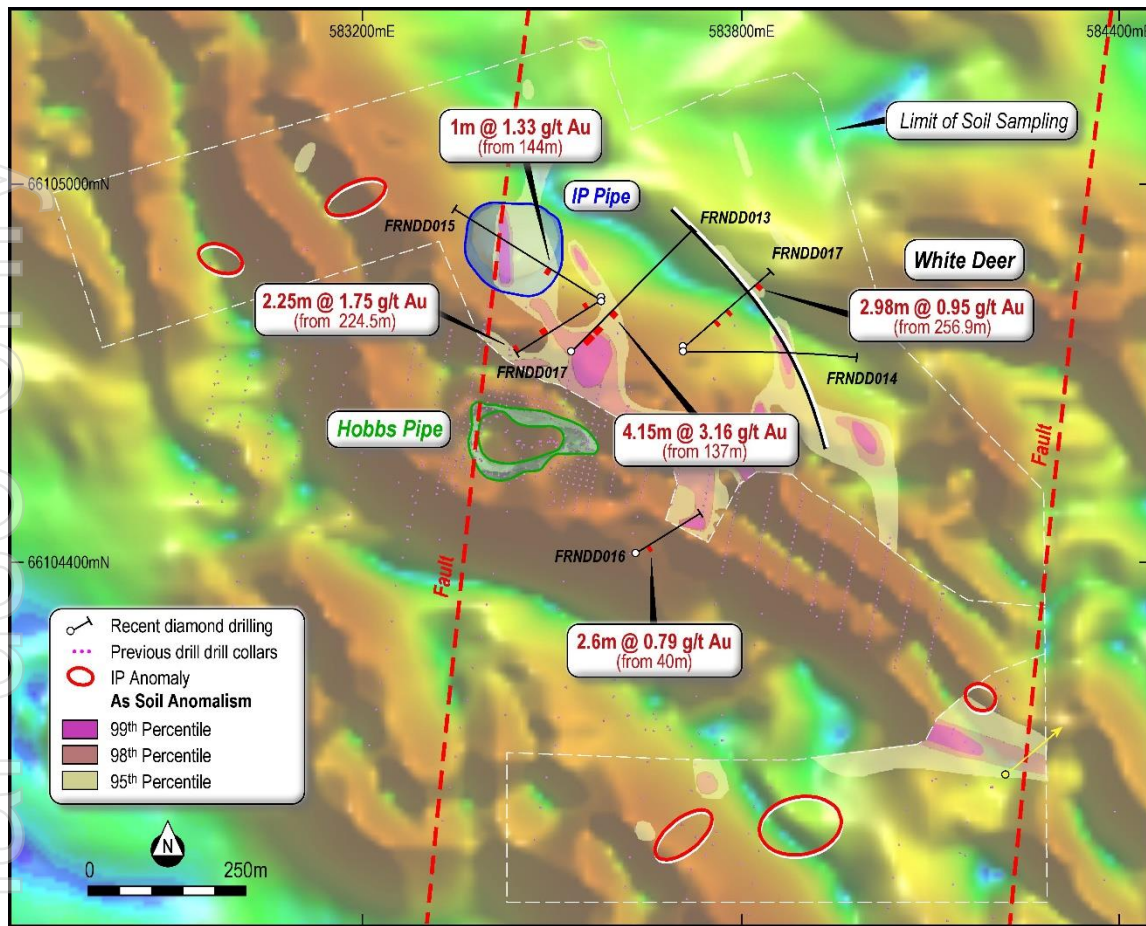 583200mE
583800mE
584400mE
1m @ 1.33 g/t Au
(from 144m)
Limit of Soil Sampling
66105000mN
IP Pipe
FRNDD015
FRNDD013
FRNDD017
White Deer
2.25m @ 1.75 g/t Au
(from 224.5m)
2.98m @ 0.95 g/t Au
(from 256.9m)
FRNDD017
FRNDD014
Hobbs Pipe
4.15m @ 3.16 g/t Au
(from 137m)
Fault
Fault
FRNDD016
66104400mN
2.6m @ 0.79 g/t Au
(from 40m)
Recent diamond drilling
Previous drill drill collars
IP Anomaly
As Soil Anomalism
99th Percentile
98th Percentile
95th Percentile
N
0 250m